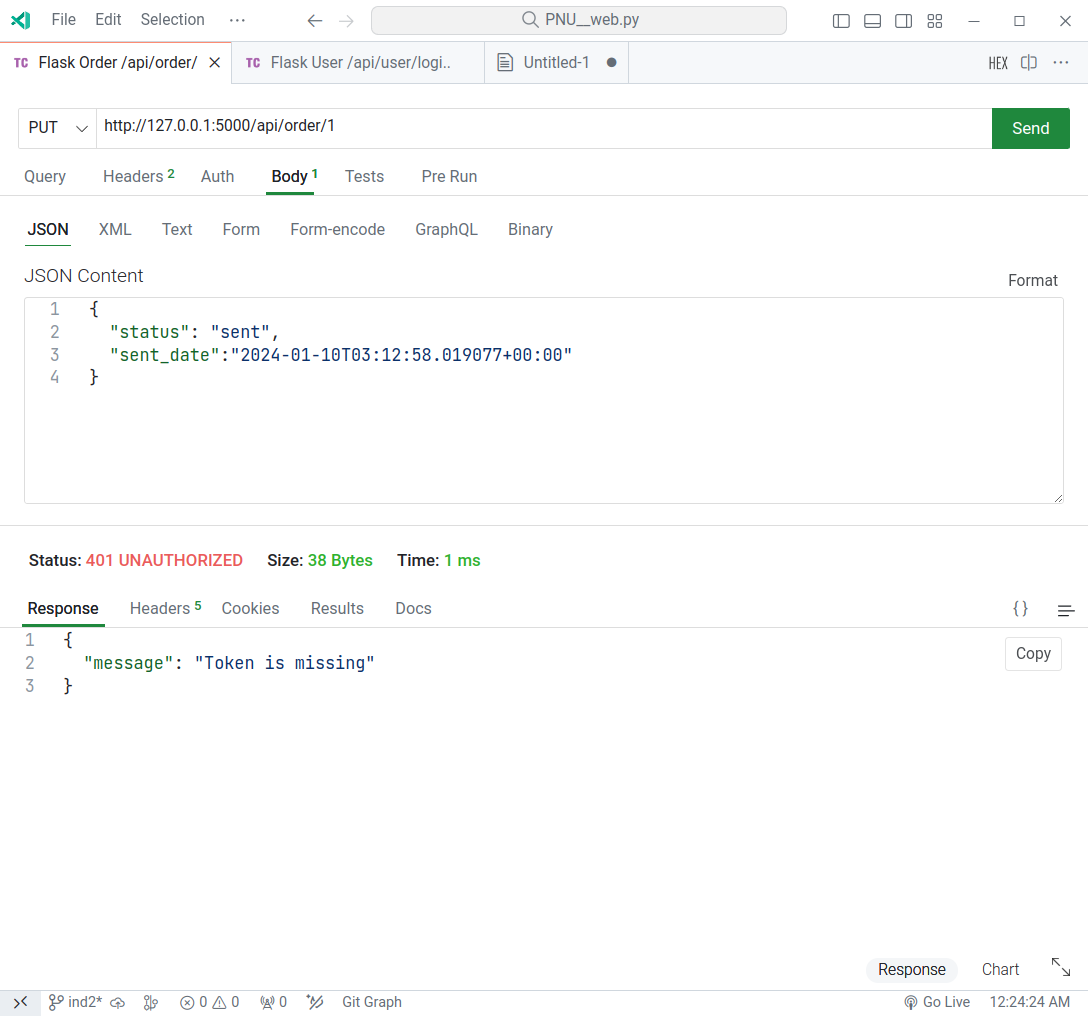 File Edit Selection ··· PNU__web.py
TC Flask Order /api/order/ TC Flask User /api/user/logi.. Untitled-1 HEX ···
PUT http://127.0.0.1:5000/api/order/1 Send
Query Headers 2 Auth Body 1 Tests Pre Run
JSON XML Text Form Form-encode GraphQL Binary
JSON Content
Format
1 {
2 "status": "sent",
3 "sent_date":"2024-01-10T03:12:58.019077+00:00"
4 }
Status: 401 UNAUTHORIZED Size: 38 Bytes Time: 1 ms
Response Headers 5 Cookies Results Docs {}
1 {
Copy
2 "message": "Token is missing"
3 }
Response Chart
ind2* 0 0 0 Git Graph Go Live 12:24:24 AM